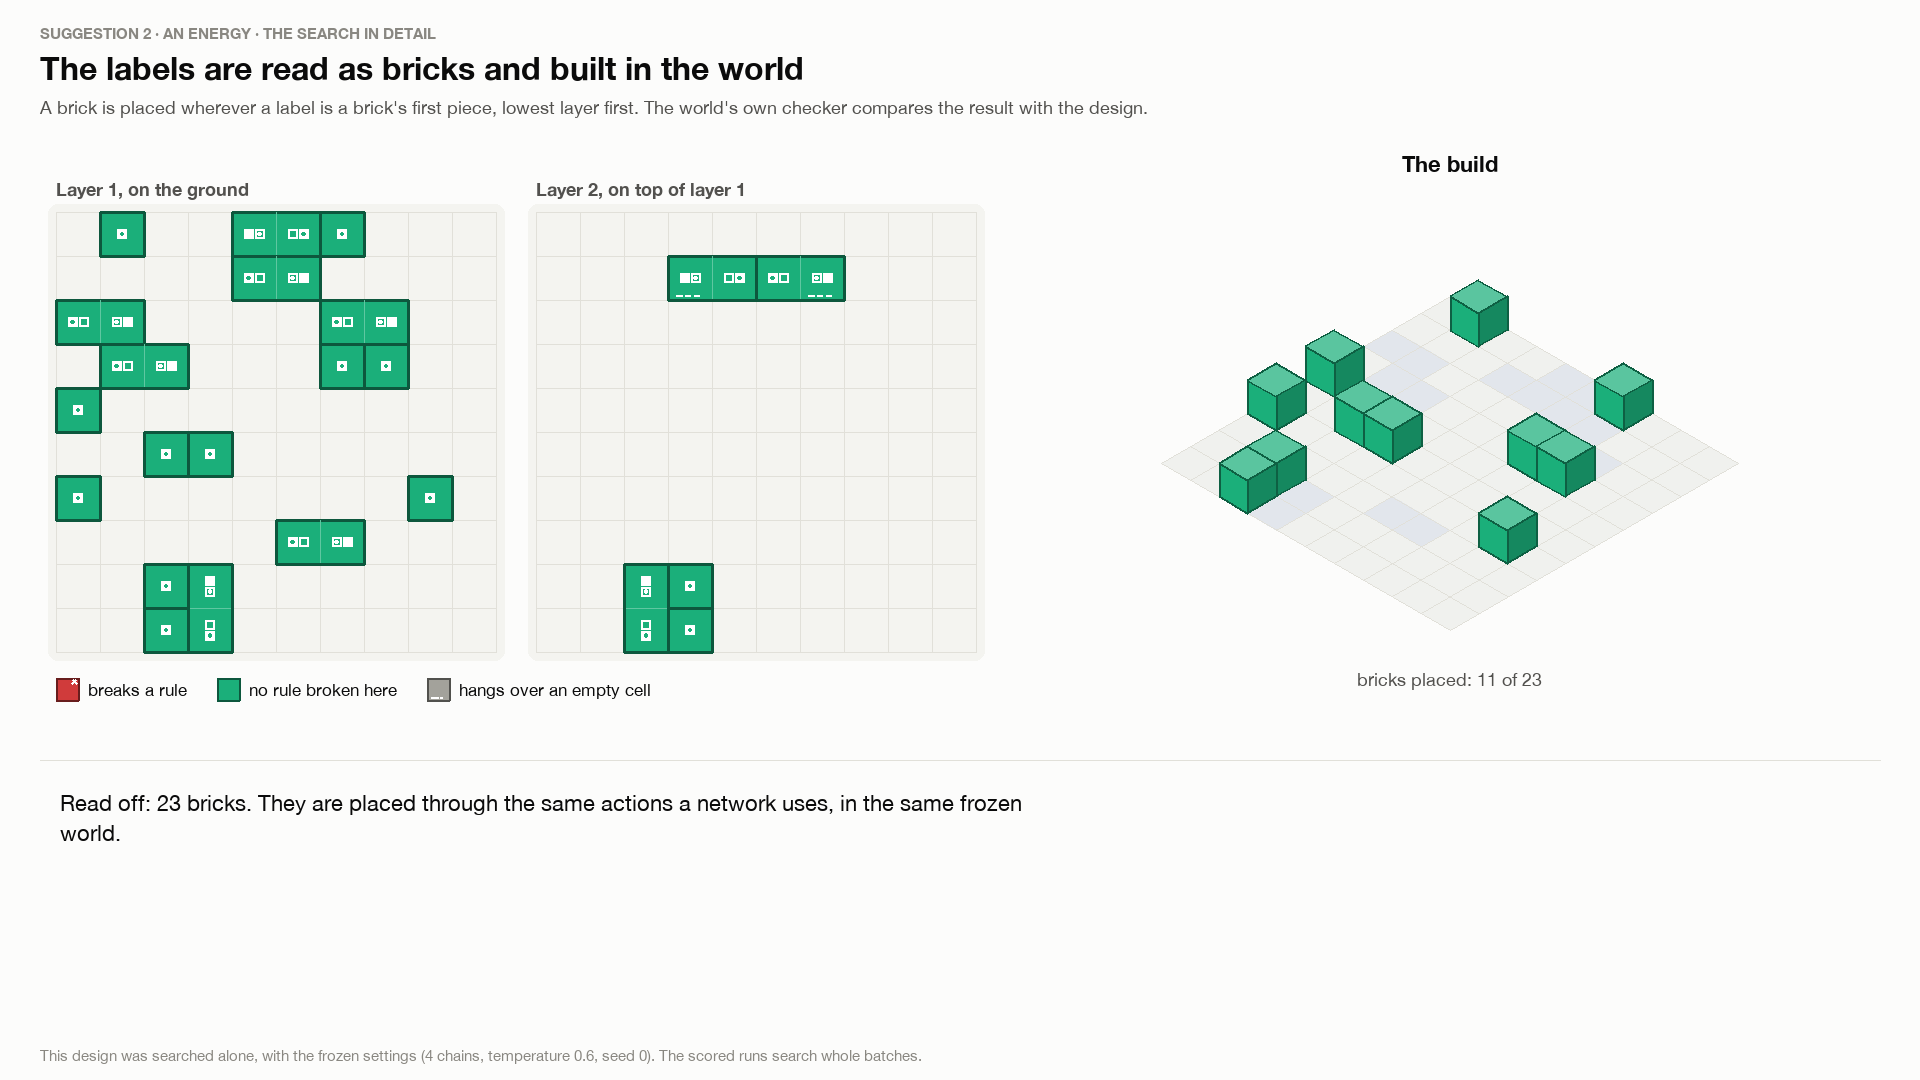 SUGGESTION 2 · AN ENERGY · THE SEARCH IN DETAIL
The labels are read as bricks and built in the world
A brick is placed wherever a label is a brick's first piece, lowest layer first. The world's own checker compares the result with the design.
The build
Layer 1, on the ground
Layer 2, on top of layer 1
breaks a rule
no rule broken here
hangs over an empty cell
bricks placed: 11 of 23
Read off: 23 bricks. They are placed through the same actions a network uses, in the same frozen
world.
This design was searched alone, with the frozen settings (4 chains, temperature 0.6, seed 0). The scored runs search whole batches.